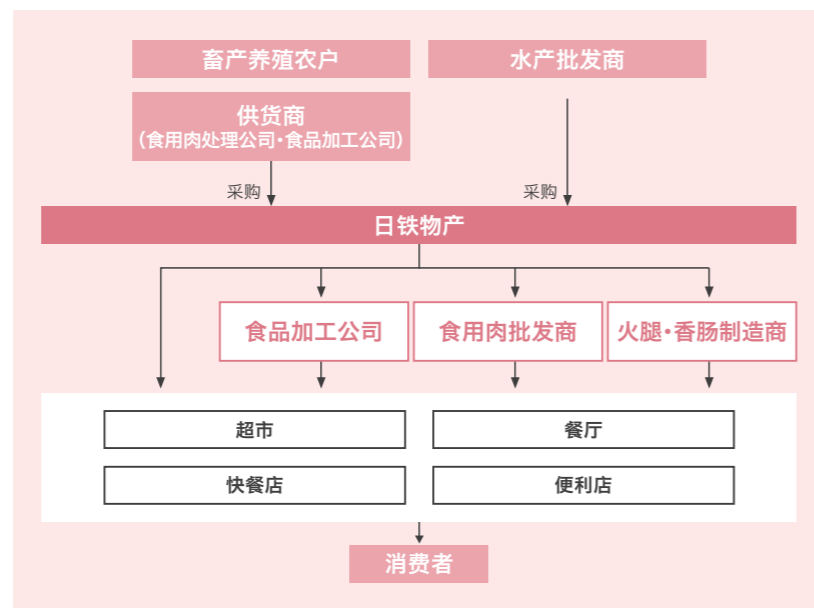 畜产养殖农户
水产批发商
供货商
（食用肉处理公司·食品加工公司）
采购
采购
日铁物产
食品加工公司
食用肉批发商
火腿·香肠制造商
超市
餐厅
快餐店
便利店
消费者